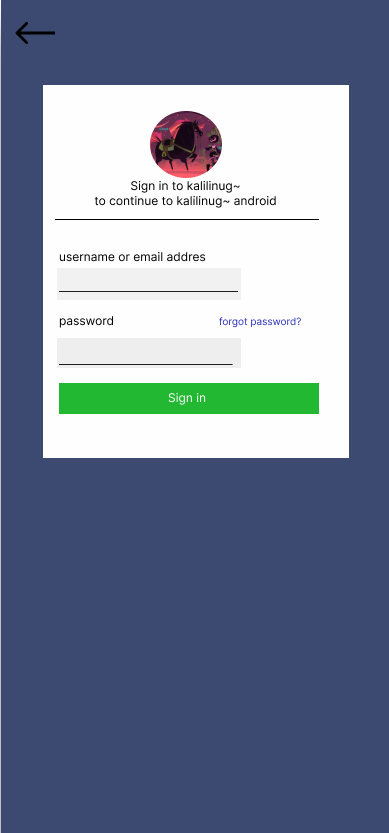 Sign in to kalilinug~
to continue to kalilinug~ android
username or email addres
password
forgot password?
Sign in